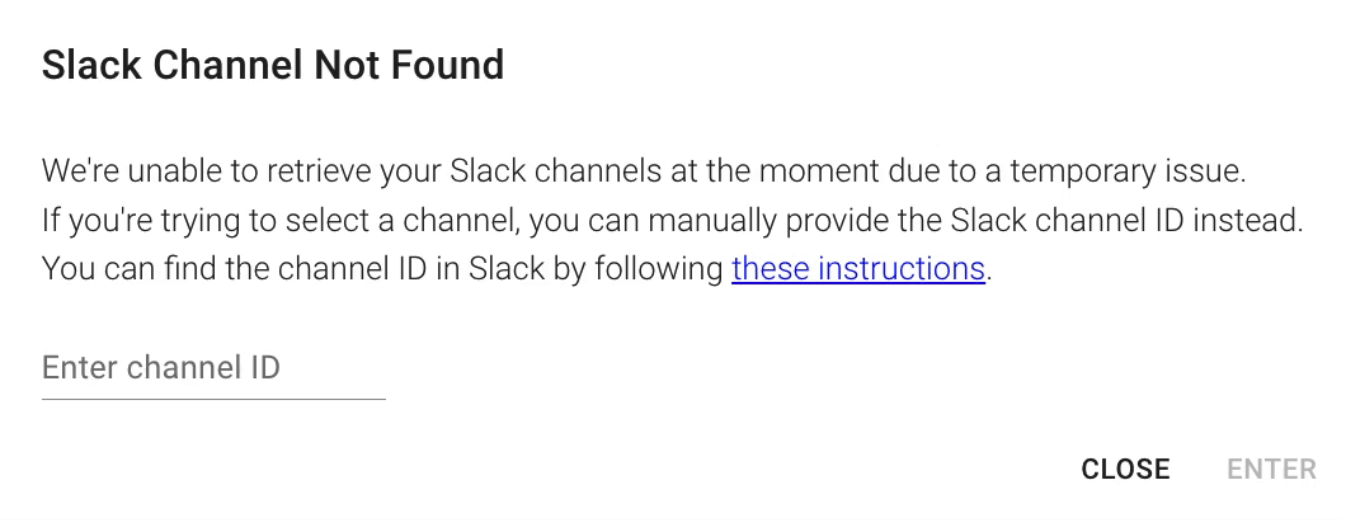 Slack Channel Not Found
We're unable to retrieve your Slack channels at the moment due to a temporary issue.
If you're trying to select a channel, you can manually provide the Slack channel ID instead.
You can find the channel ID in Slack by following these instructions.
Enter channel ID
CLOSE ENTER